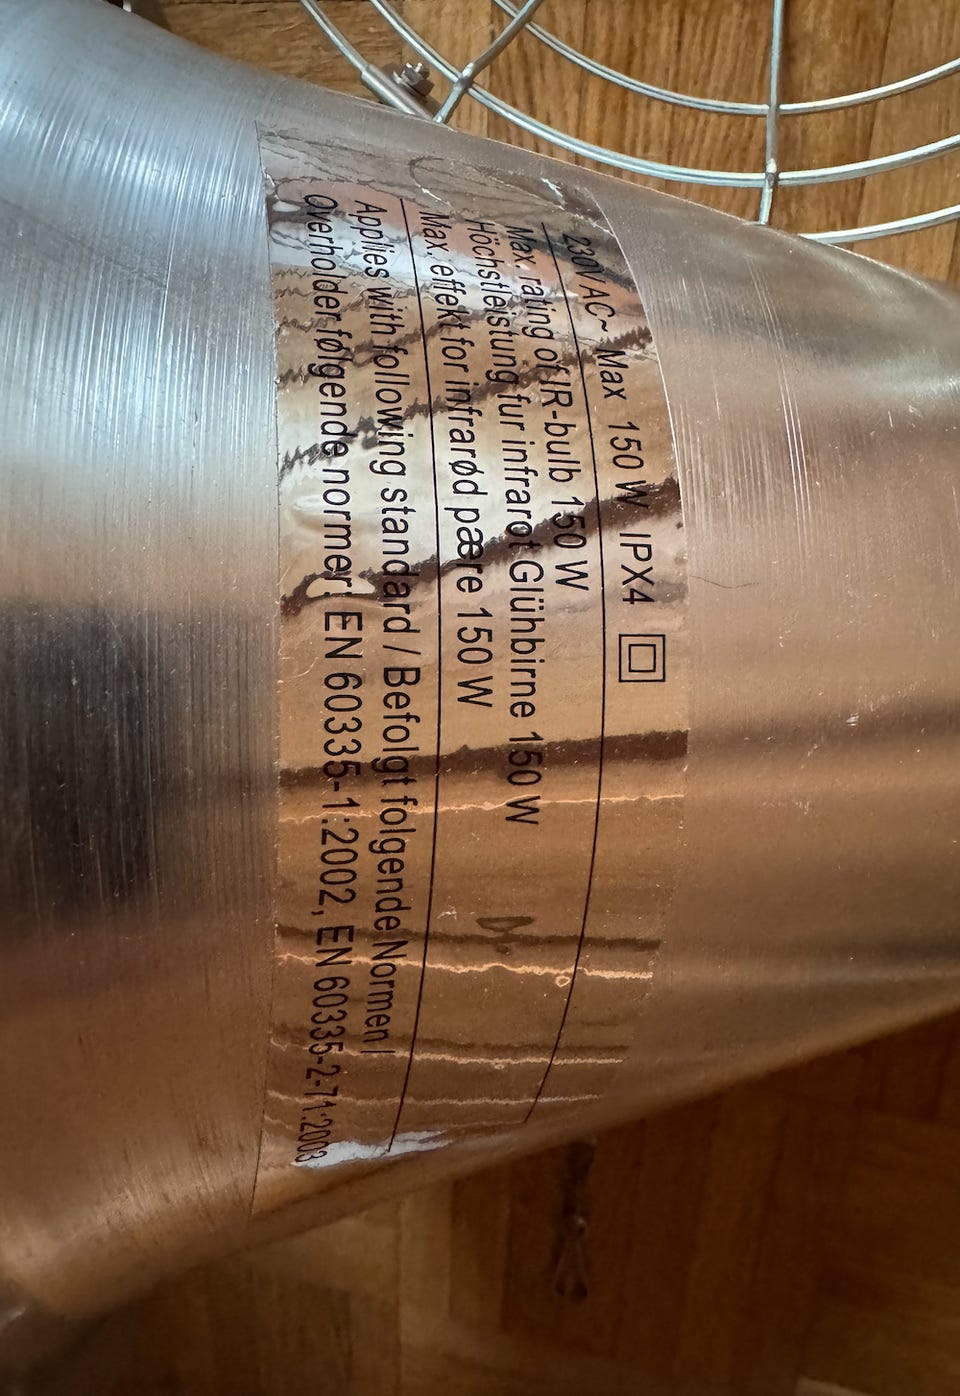 230V AC~ Max 150 W IPX4
Max. rating of IR-bulb 150 W
Höchstleistung fur infrarot Glühbirne 150 W
Max. effekt for infrarød pære 150 W
Applies with following standard / Befolgt folgende Normen /
Overholder følgende normer: EN 60335-1:2002, EN 60335-2-71:2003